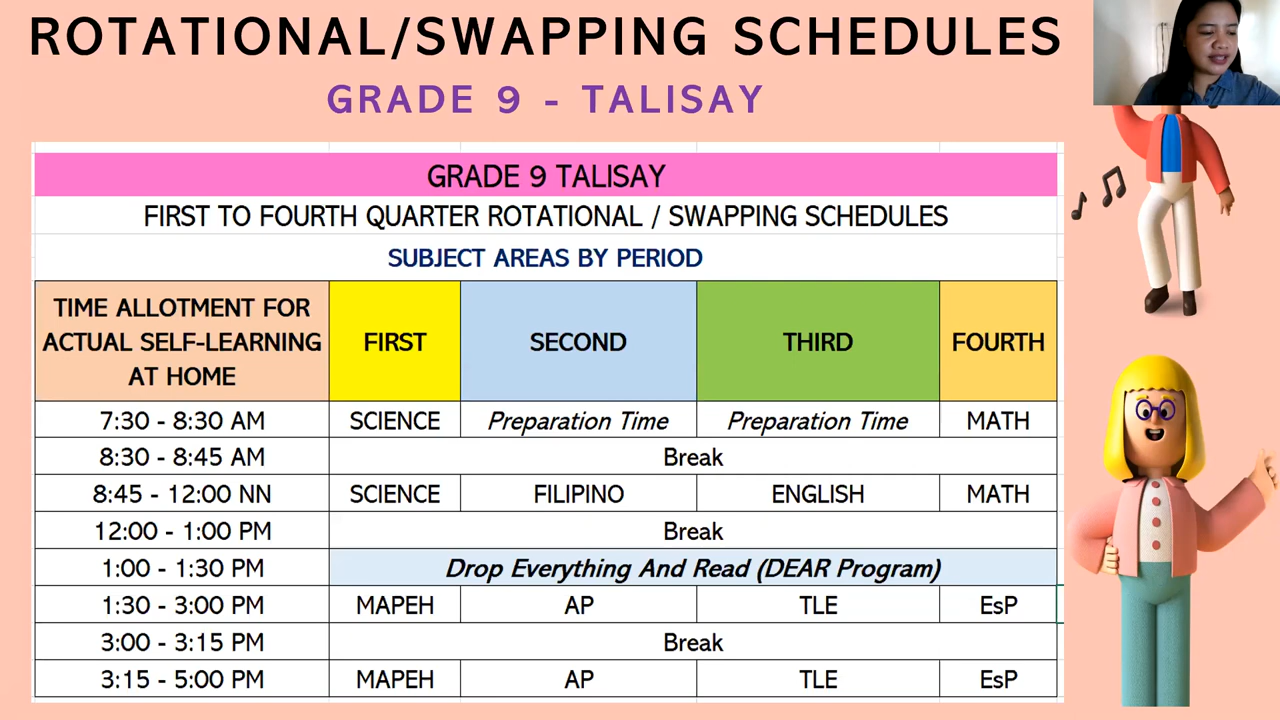 ROTATIONAL/SWAPPING SCHEDULES
GRADE 9 - TALISAY
GRADE 9 TALISAY
FIRST TO FOURTH QUARTER ROTATIONAL / SWAPPING SCHEDULES
SUBJECT AREAS BY PERIOD
TIME ALLOTMENT FOR
ACTUAL SELF-LEARNING
AT HOME
FIRST SECOND THIRD FOURTH
7:30 - 8:30 AM SCIENCE Preparation Time Preparation Time MATH
8:30 - 8:45 AM Break
8:45 - 12:00 NN SCIENCE FILIPINO ENGLISH MATH
12:00 - 1:00 PM Break
1:00 - 1:30 PM Drop Everything And Read (DEAR Program)
1:30 - 3:00 PM MAPEH AP TLE EsP
3:00 - 3:15 PM Break
3:15 - 5:00 PM MAPEH AP TLE EsP